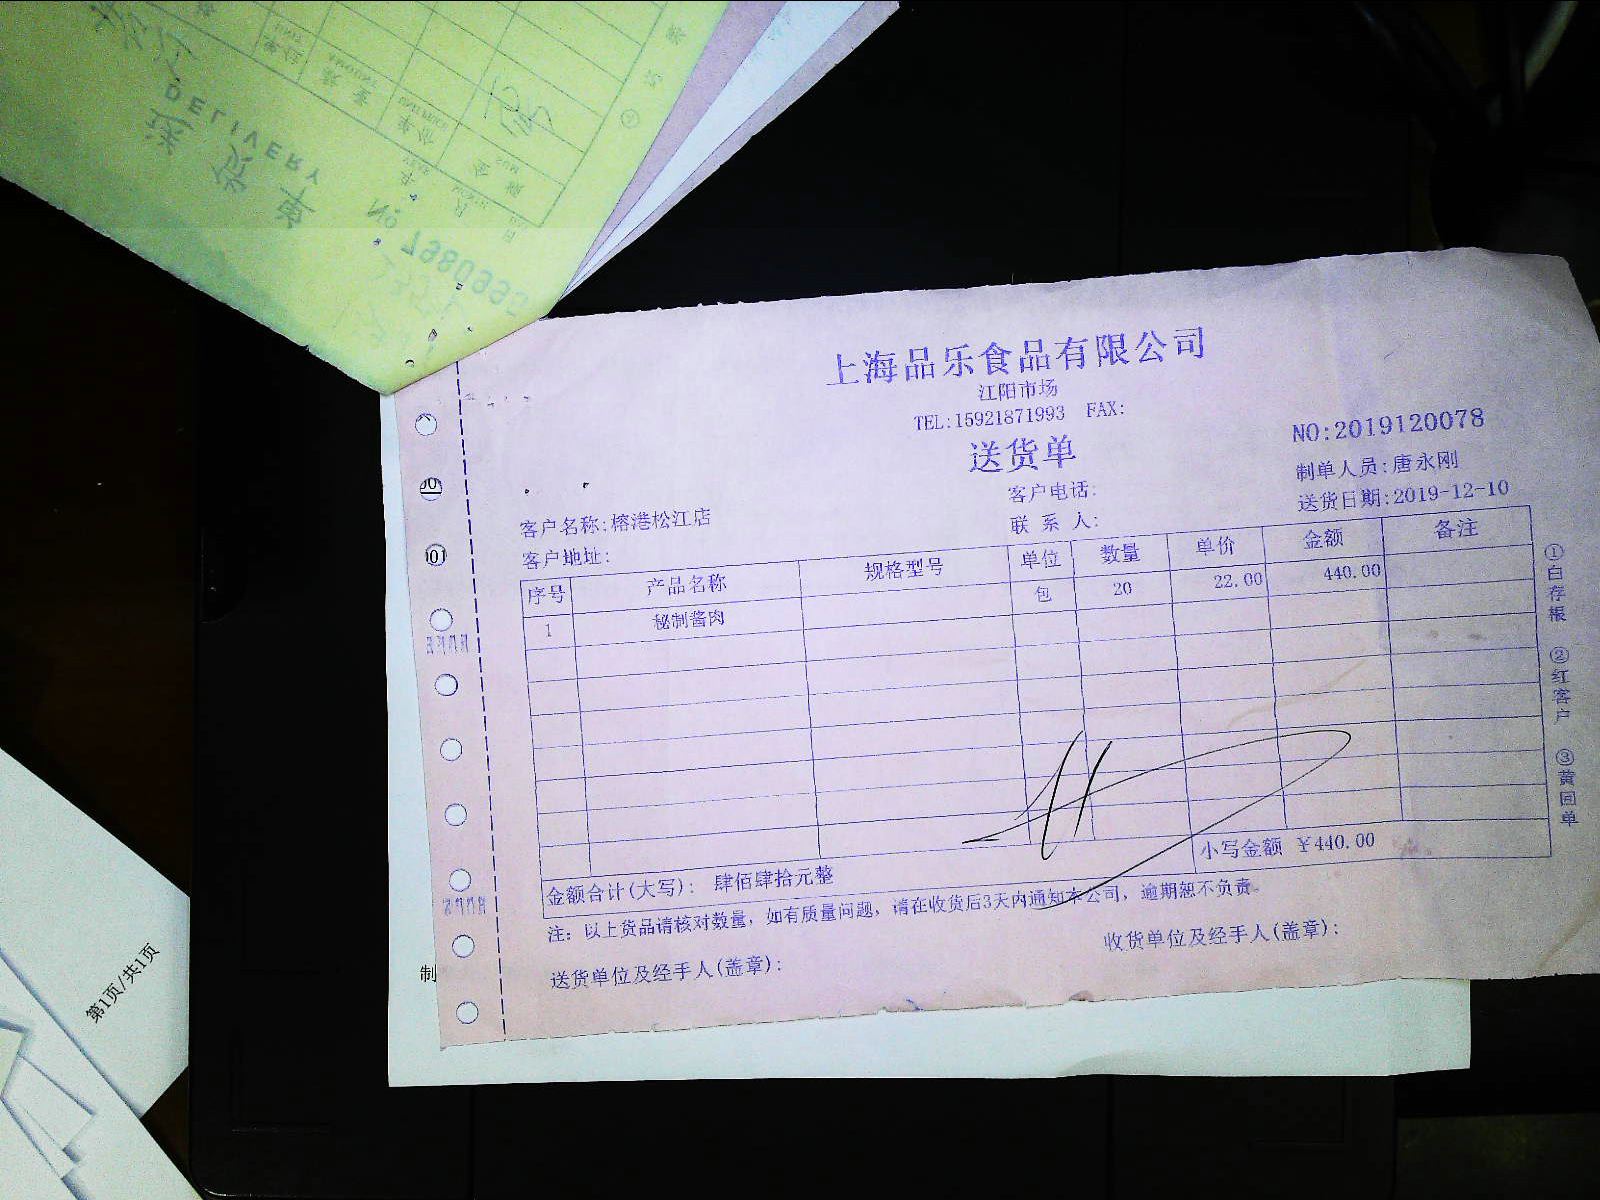 上海品乐食品有限公司
江阳市场
TEL:15921871993 FAX:
送货单
NO:2019120078
制单人员:唐永刚
送货日期:2019-12-10
客户电话:
联 系 人:
客户名称:榕港松江店
客户地址:
序号 产品名称 规格型号 单位 数量 单价 金额 备注
1 秘制酱肉 包 20 22.00 440.00
金额合计(大写): 肆佰肆拾元整 小写金额 ¥440.00
注: 以上货品请核对数量, 如有质量问题, 请在收货后3天内通知本公司, 逾期恕不负责。
送货单位及经手人(盖章):
收货单位及经手人(盖章):
①白存根 ②红客户 ③黄回单
DELIVERY
送货单
制
第1页/共1页